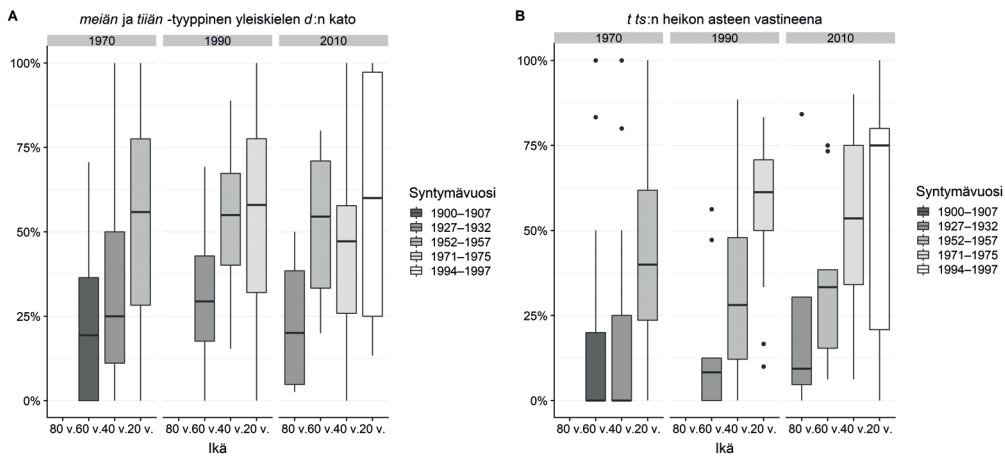 A
meiän ja tiiän -tyyppinen yleiskielen d:n kato
1970
1990
2010
100%
75%
50%
25%
0%
80 v.60 v.40 v.20 v.
80 v.60 v.40 v.20 v.
80 v.60 v.40 v.20 v.
Ikä
Syntymävuosi
1900–1907
1927–1932
1952–1957
1971–1975
1994–1997
B
t ts:n heikon asteen vastineena
1970
1990
2010
100%
75%
50%
25%
0%
80 v.60 v.40 v.20 v.
80 v.60 v.40 v.20 v.
80 v.60 v.40 v.20 v.
Ikä
Syntymävuosi
1900–1907
1927–1932
1952–1957
1971–1975
1994–1997